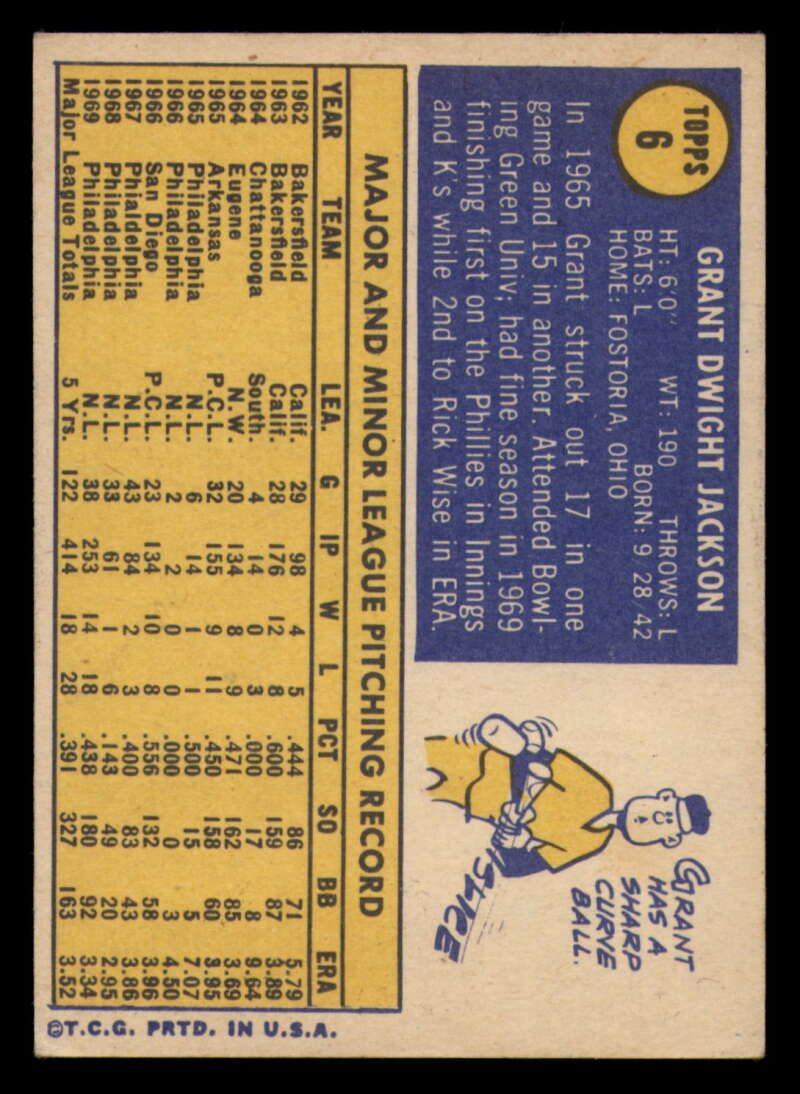 TOPPS
6
GRANT DWIGHT JACKSON
HT: 6'0" WT: 190 THROWS: L
BATS: L BORN: 9/28/42
HOME: FOSTORIA, OHIO
In 1965 Grant struck out 17 in one
game and 15 in another. Attended Bowl-
ing Green Univ; had fine season in 1969
finishing first on the Phillies in Innings
and K's while 2nd to Rick Wise in ERA.
GRANT
HAS A
SHARP
CURVE
BALL.
SLICE
MAJOR AND MINOR LEAGUE PITCHING RECORD
YEAR TEAM LEA. G IP W L PCT SO BB ERA
1962 Bakersfield Calif. 29 98 4 5 .444 86 71 5.79
1963 Bakersfield Calif. 28 176 12 8 .600 159 87 3.89
1964 Chattanooga South. 4 14 0 3 .000 17 8 9.64
1964 Eugene N.W. 20 134 8 9 .471 162 85 3.69
1965 Arkansas P.C.L. 32 155 9 11 .450 158 60 3.95
1965 Philadelphia N.L. 6 14 1 1 .500 15 5 7.07
1966 Philadelphia N.L. 2 2 0 0 .000 0 3 4.50
1966 San Diego P.C.L. 23 134 10 8 .556 132 58 3.96
1967 Phialdelphia N.L. 43 84 2 3 .400 83 43 3.86
1968 Philadelphia N.L. 33 61 1 6 .143 49 20 2.95
1969 Philadelphia N.L. 38 253 14 18 .438 180 92 3.34
Major League Totals 5 Yrs. 122 414 18 28 .391 327 163 3.52
©T.C.G. PRTD. IN U.S.A.